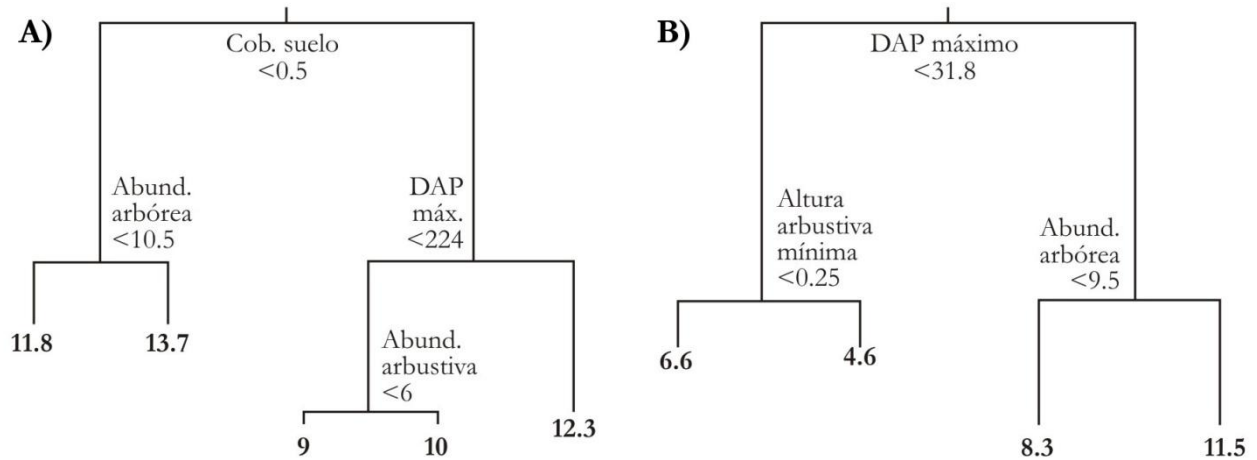 A)
Cob. suelo
<0.5
Abund.
arbórea
<10.5
DAP
máx.
<224
11.8
13.7
Abund.
arbustiva
<6
9
10
12.3
B)
DAP máximo
<31.8
Altura
arbustiva
mínima
<0.25
Abund.
arbórea
<9.5
6.6
4.6
8.3
11.5